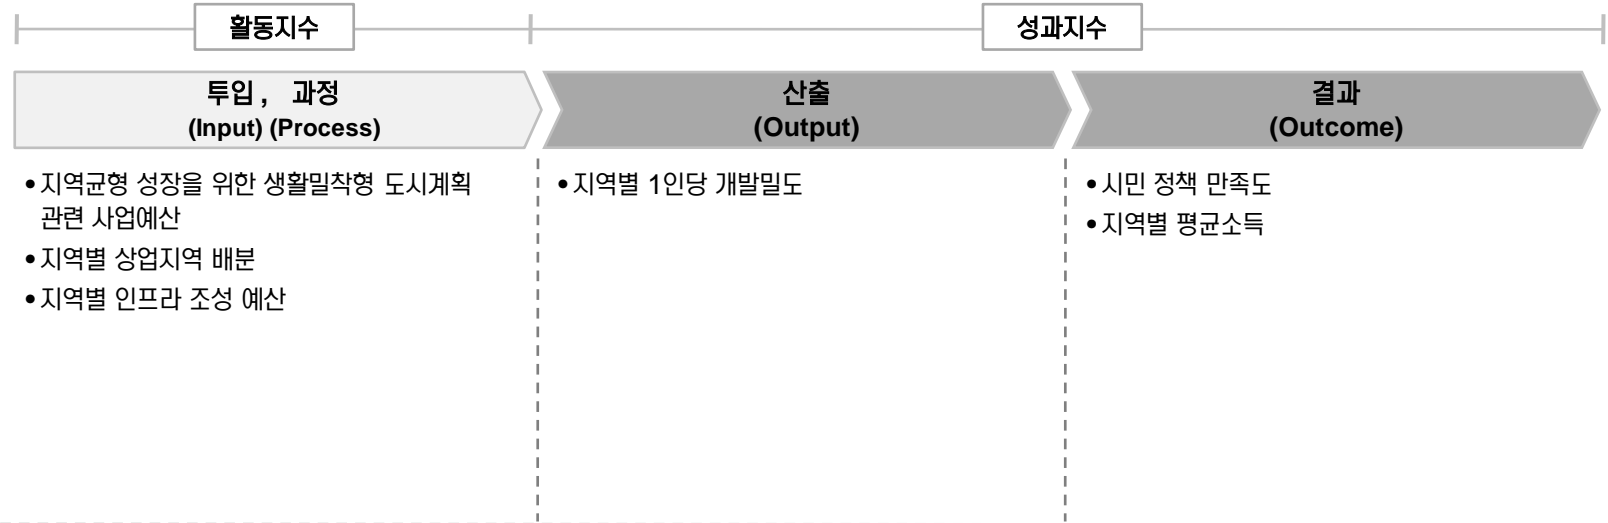 활동지수
성과지수
투입 , 과정
(Input) (Process)
산출
(Output)
결과
(Outcome)
•지역균형 성장을 위한 생활밀착형 도시계획
관련 사업예산
•지역별 상업지역 배분
•지역별 인프라 조성 예산
•지역별 1인당 개발밀도
•시민 정책 만족도
•지역별 평균소득